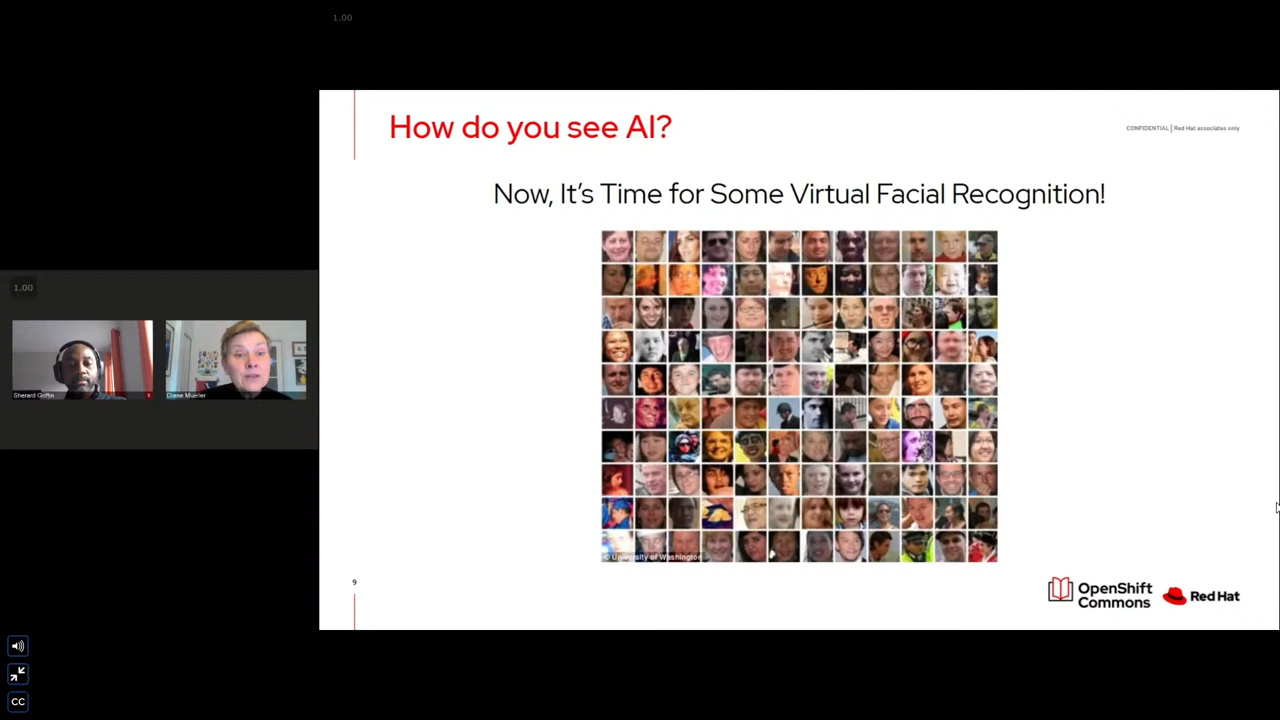 1.00
How do you see AI?
CONFIDENTIAL | Red Hat associates only
Now, It's Time for Some Virtual Facial Recognition!
1.00
Sherard Griffin
Diane Mueller
© University of Washington
9
OpenShift
Commons
Red Hat
CC